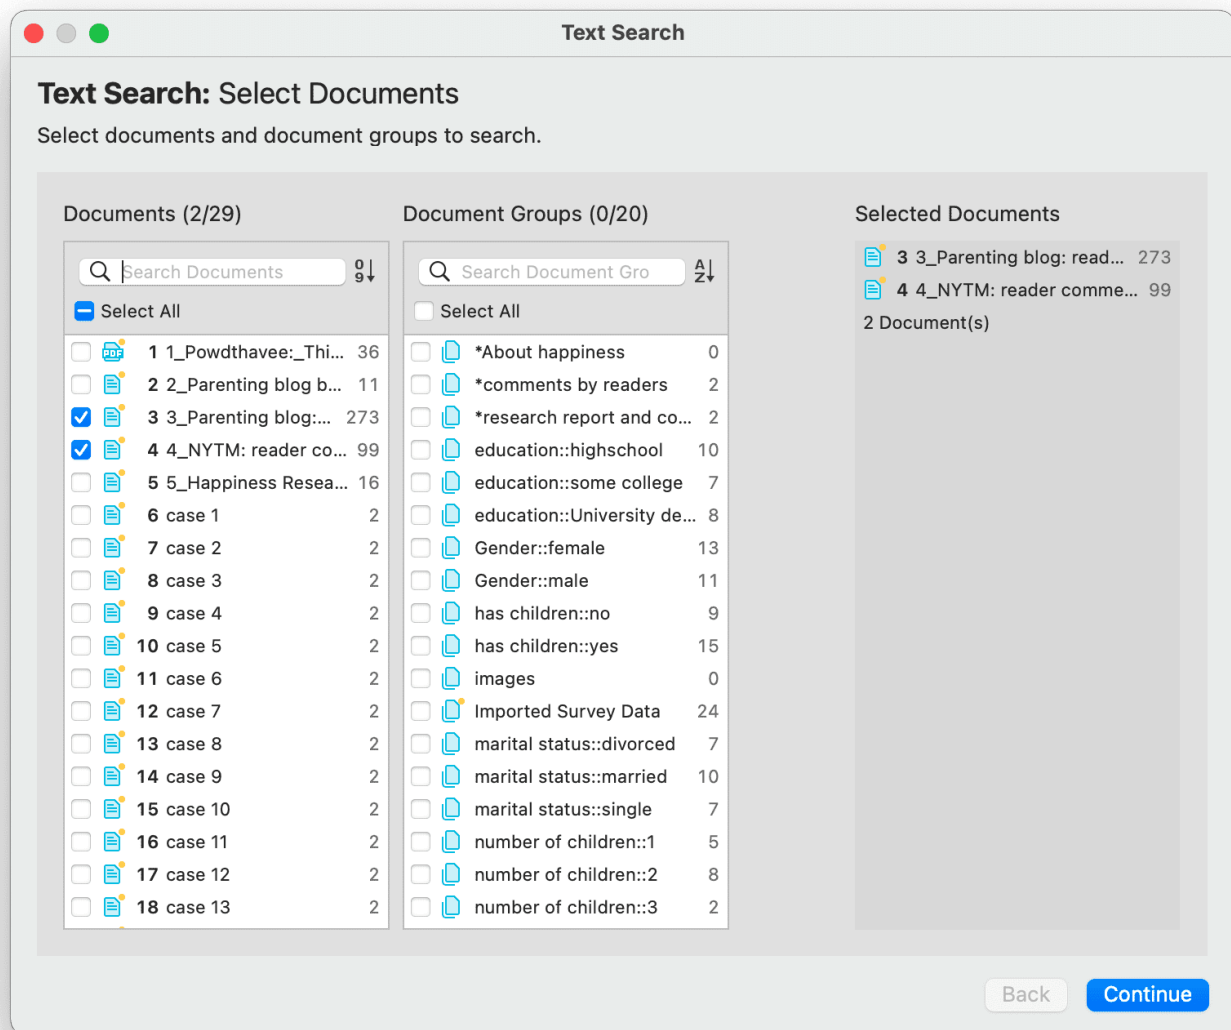 Text Search
Text Search: Select Documents
Select documents and document groups to search.
Documents (2/29)
Search Documents
0
9
Select All
PDF 1 1_Powdthavee:_Thi... 36
2 2_Parenting blog b... 11
3 3_Parenting blog:... 273
4 4_NYTM: reader co... 99
5 5_Happiness Resea... 16
6 case 1 2
7 case 2 2
8 case 3 2
9 case 4 2
10 case 5 2
11 case 6 2
12 case 7 2
13 case 8 2
14 case 9 2
15 case 10 2
16 case 11 2
17 case 12 2
18 case 13 2
Document Groups (0/20)
Search Document Gro
A
Z
Select All
*About happiness 0
*comments by readers 2
*research report and co... 2
education::highschool 10
education::some college 7
education::University de... 8
Gender::female 13
Gender::male 11
has children::no 9
has children::yes 15
images 0
Imported Survey Data 24
marital status::divorced 7
marital status::married 10
marital status::single 7
number of children::1 5
number of children::2 8
number of children::3 2
Selected Documents
3 3_Parenting blog: read... 273
4 4_NYTM: reader comme... 99
2 Document(s)
Back
Continue